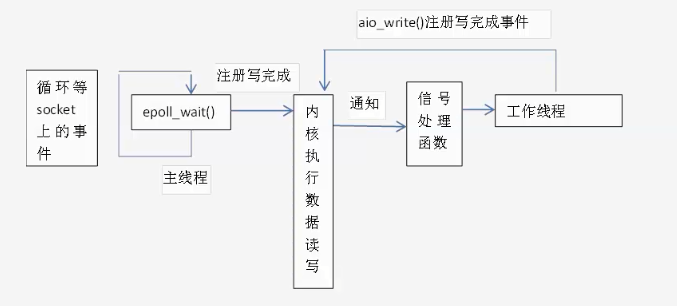 aio_write()注册写完成事件
循环等
socket
上的事
件
epoll_wait()
主线程
注册写完成
内
核
执
行
数
据
读
写
通知
信号
处理
函数
工作线程